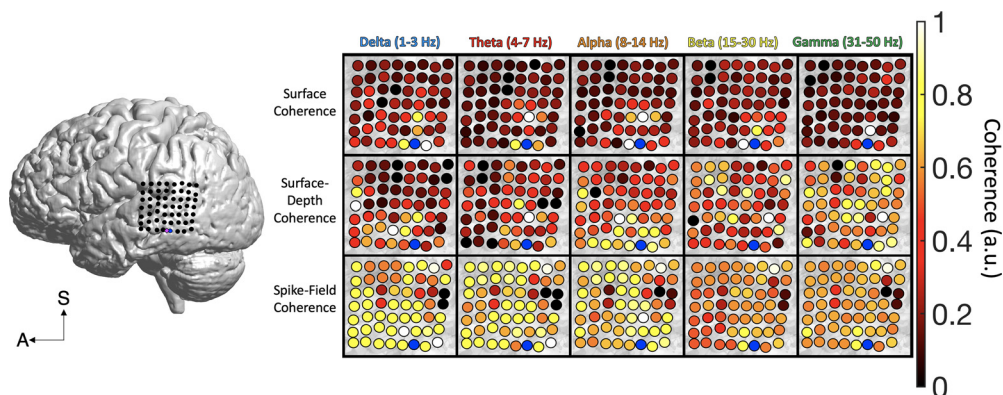 Delta (1-3 Hz) Theta (4-7 Hz) Alpha (8-14 Hz) Beta (15-30 Hz) Gamma (31-50 Hz)
Surface
Coherence
Surface-
Depth
Coherence
Spike-Field
Coherence
S
A
1
0.8
0.6
0.4
0.2
0
Coherence (a.u.)